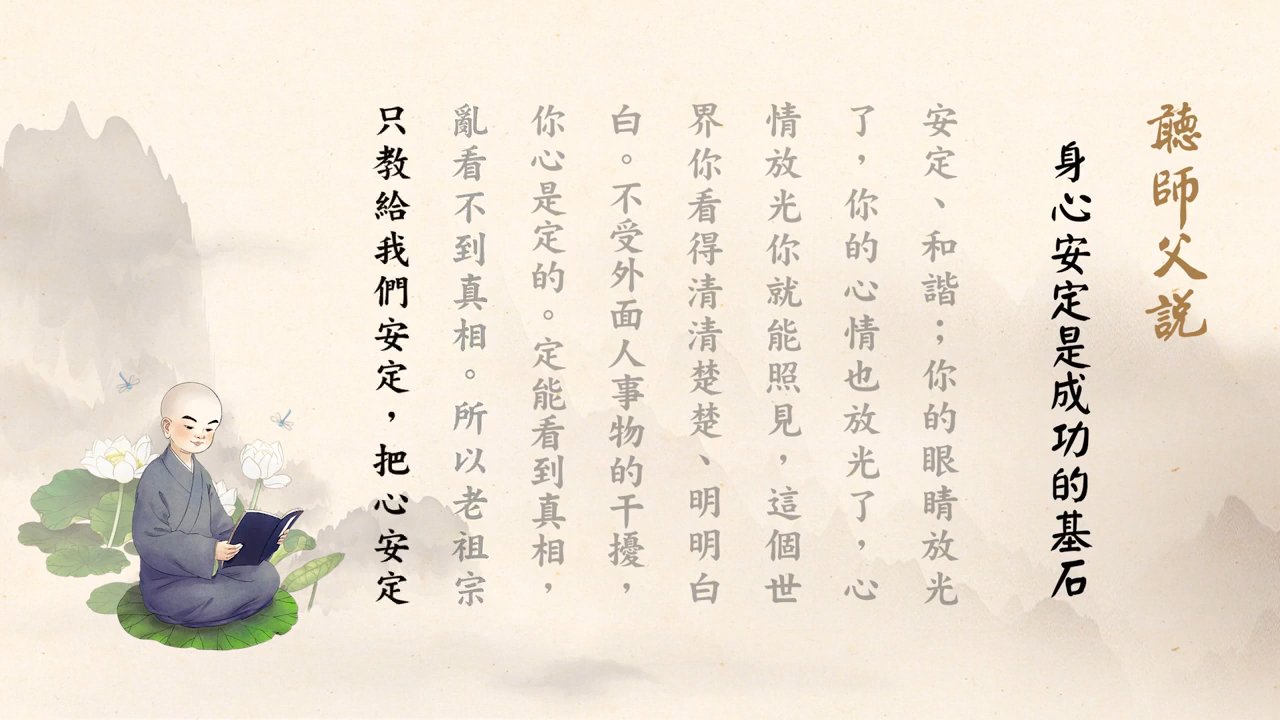 聽師父説
身心安定是成功的基石
安定、和諧；你的眼睛放光
了，你的心情也放光了，心
情放光你就能照見，這個世
界你看得清清楚楚、明明白
白。不受外面人事物的干擾，
你心是定的。定能看到真相，
亂看不到真相。所以老祖宗
只教給我們安定，把心安定